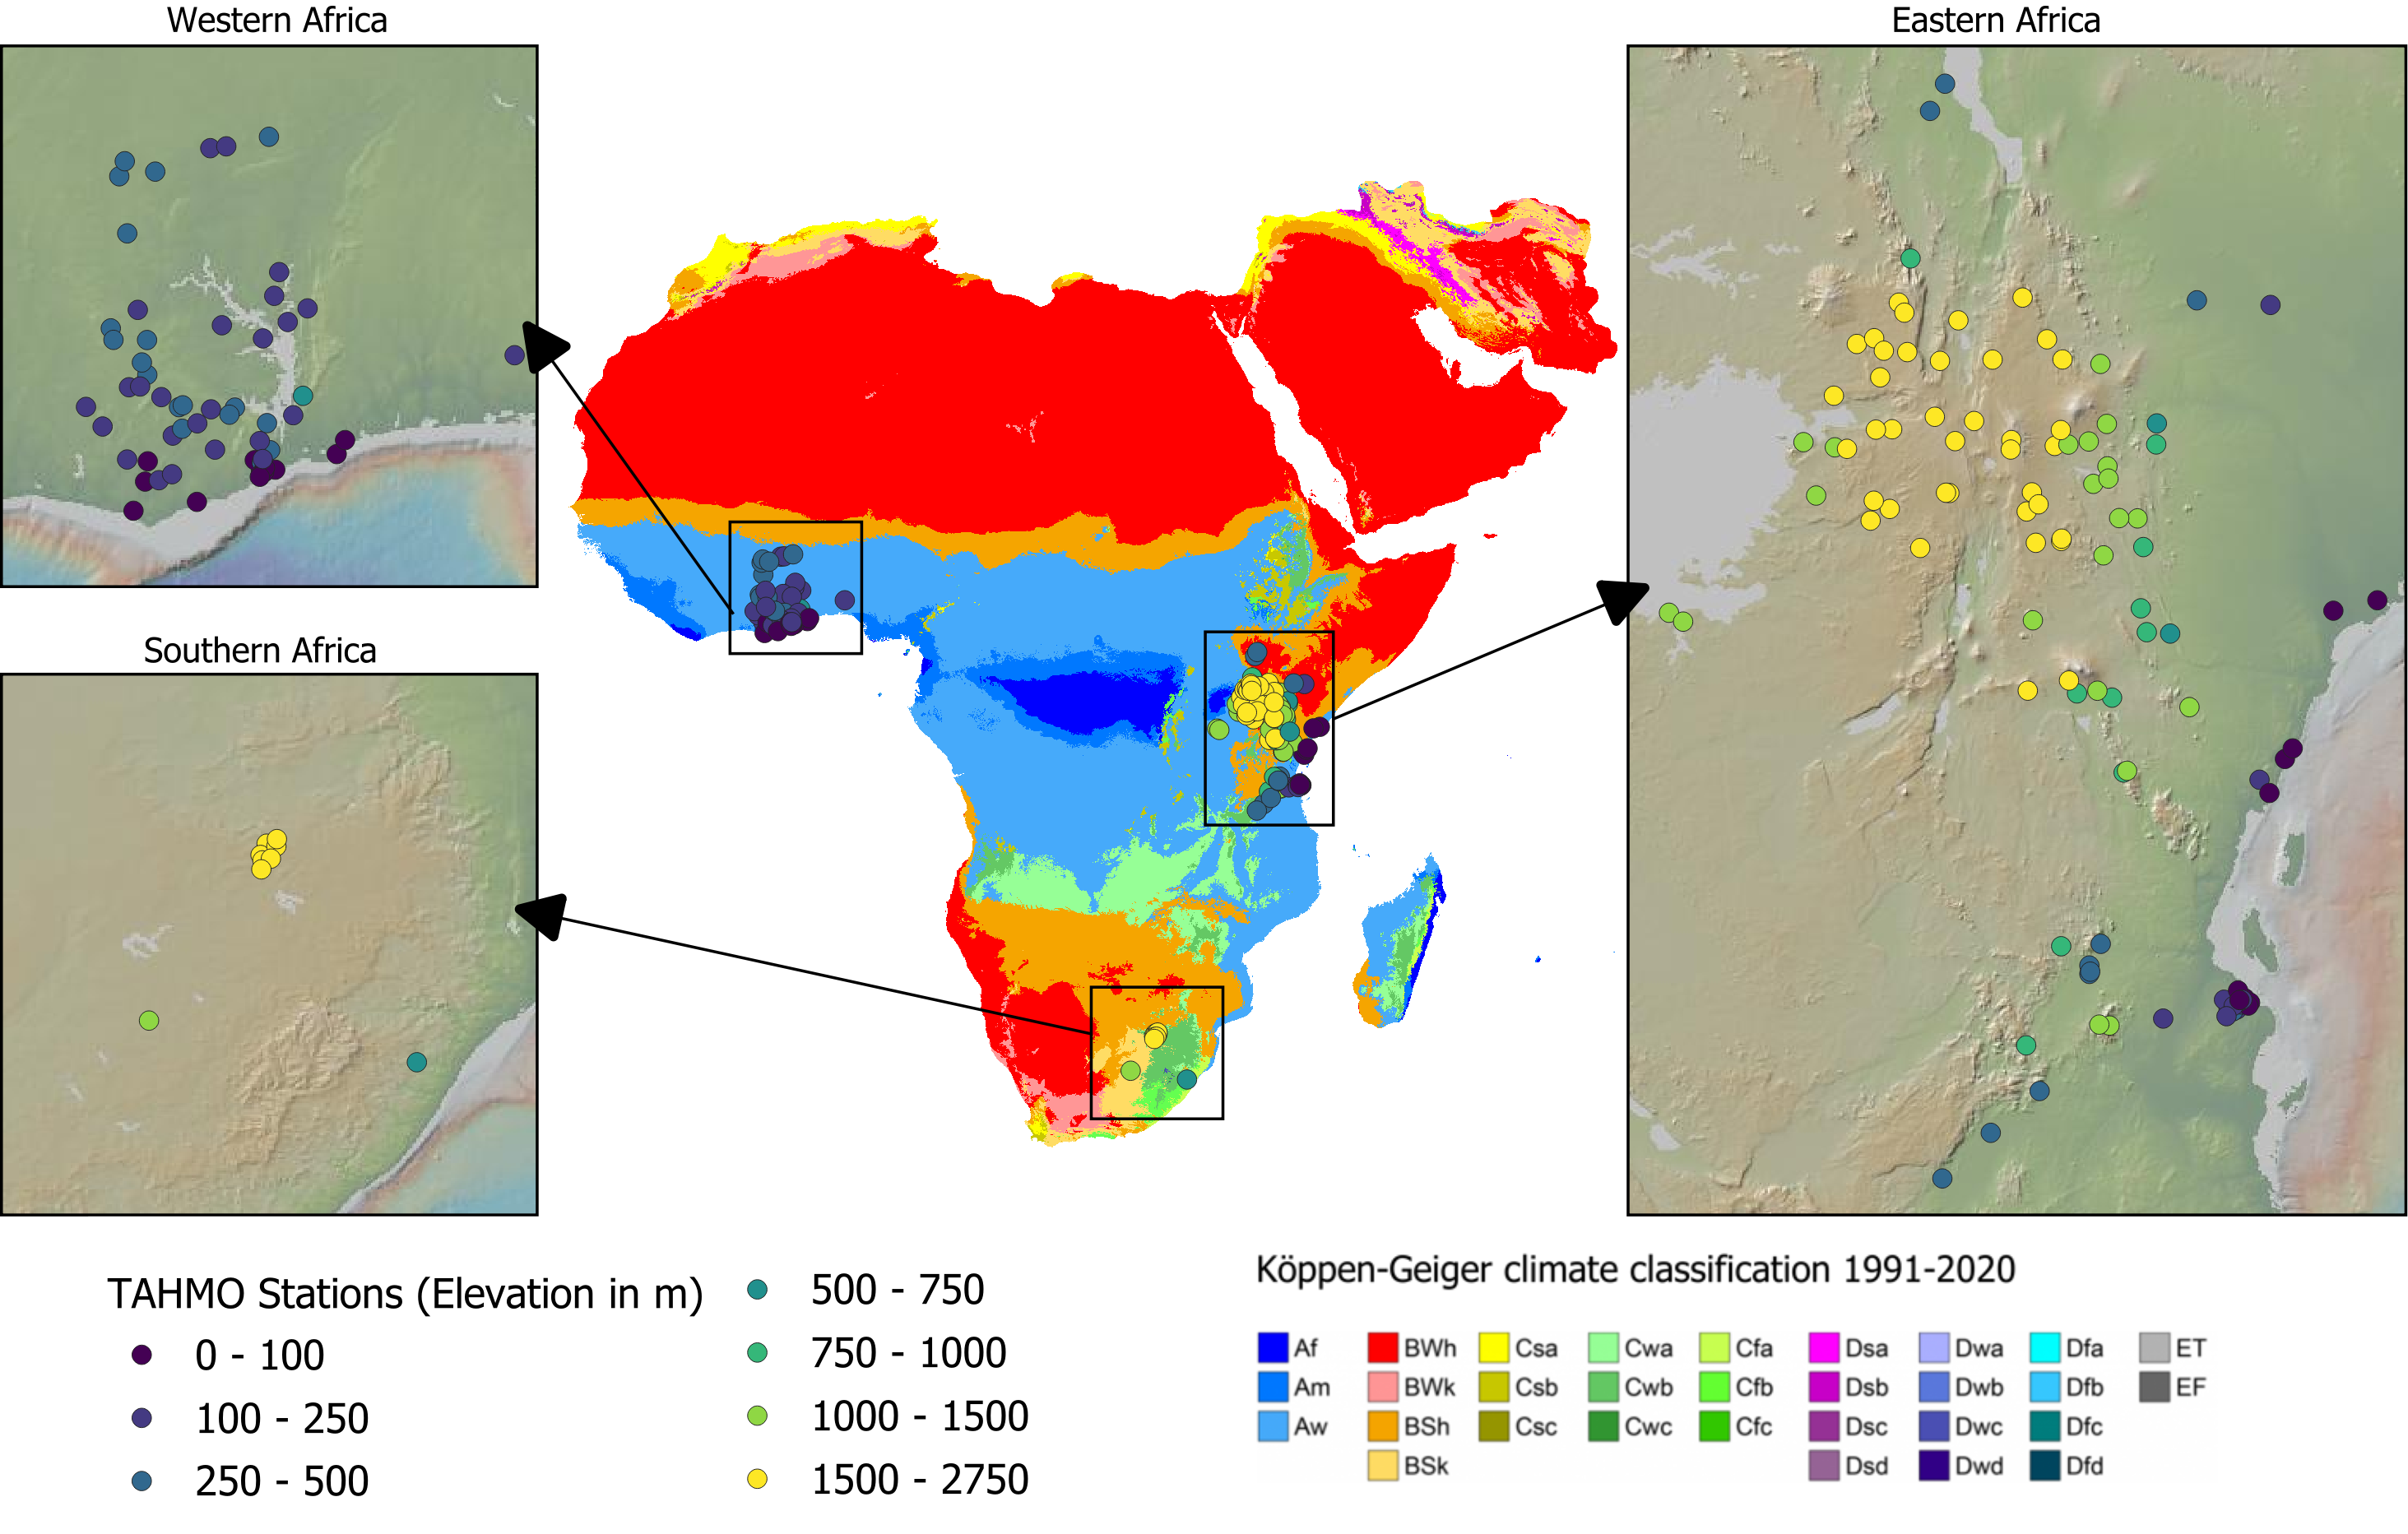 Western Africa
Eastern Africa
Southern Africa
TAHMO Stations (Elevation in m)
0 - 100
100 - 250
250 - 500
500 - 750
750 - 1000
1000 - 1500
1500 - 2750
Köppen-Geiger climate classification 1991-2020
Af BWh Csa Cwa Cfa Dsa Dwa Dfa ET
Am BWk Csb Cwb Cfb Dsb Dwb Dfb EF
Aw BSh Csc Cwc Cfc Dsc Dwc Dfc
BSk Dsd Dwd Dfd